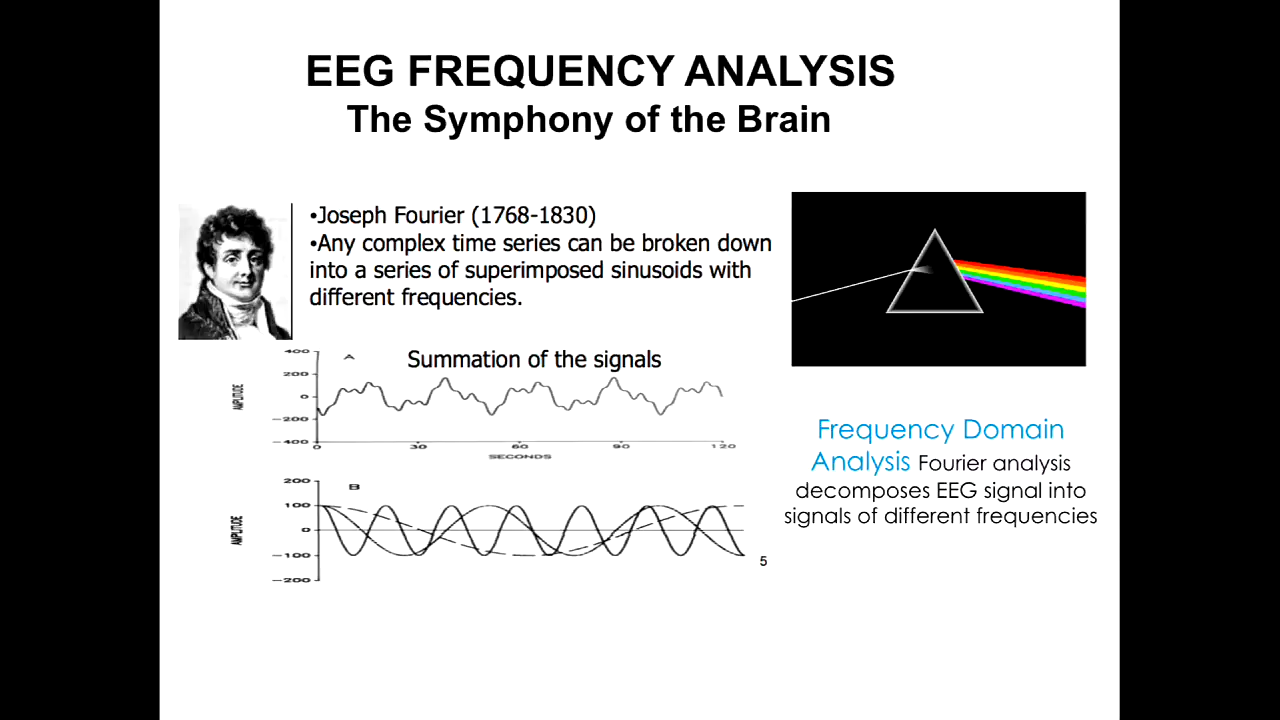 EEG FREQUENCY ANALYSIS
The Symphony of the Brain
•Joseph Fourier (1768-1830)
•Any complex time series can be broken down
into a series of superimposed sinusoids with
different frequencies.
A
Summation of the signals
AMPLITUDE
400
200
0
−200
−400
0 30 60 90 120
SECONDS
B
AMPLITUDE
200
100
0
−100
−200
5
Frequency Domain
Analysis Fourier analysis
decomposes EEG signal into
signals of different frequencies